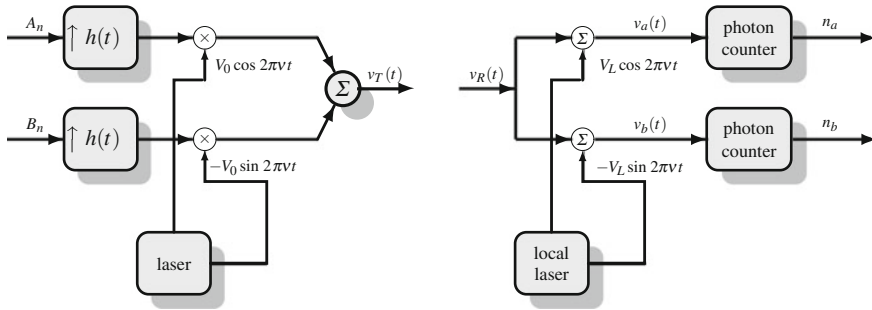 A_n
↑ h(t)
×
V_0 cos 2πνt
v_T(t)
Σ
B_n
↑ h(t)
×
−V_0 sin 2πνt
laser
v_R(t)
Σ
v_a(t)
V_L cos 2πνt
photon
counter
n_a
Σ
v_b(t)
−V_L sin 2πνt
photon
counter
n_b
local
laser